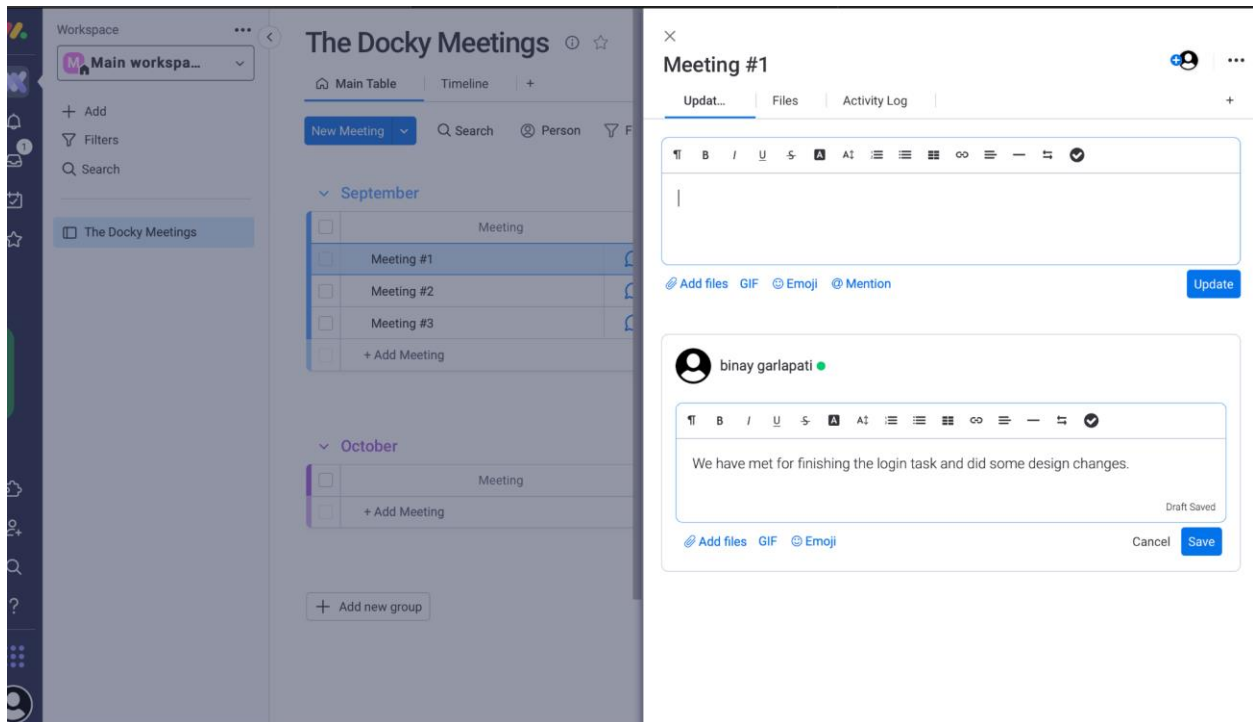 Workspace
Main workspa...
Add
Filters
Search
The Docky Meetings
1
The Docky Meetings
Main Table
Timeline
New Meeting
Search
Person
F
September
Meeting
Meeting #1
Meeting #2
Meeting #3
+ Add Meeting
October
Meeting
+ Add Meeting
Add new group
Meeting #1
Updat...
Files
Activity Log
Add files
GIF
Emoji
@ Mention
Update
binay garlapati
We have met for finishing the login task and did some design changes.
Draft Saved
Add files
GIF
Emoji
Cancel
Save